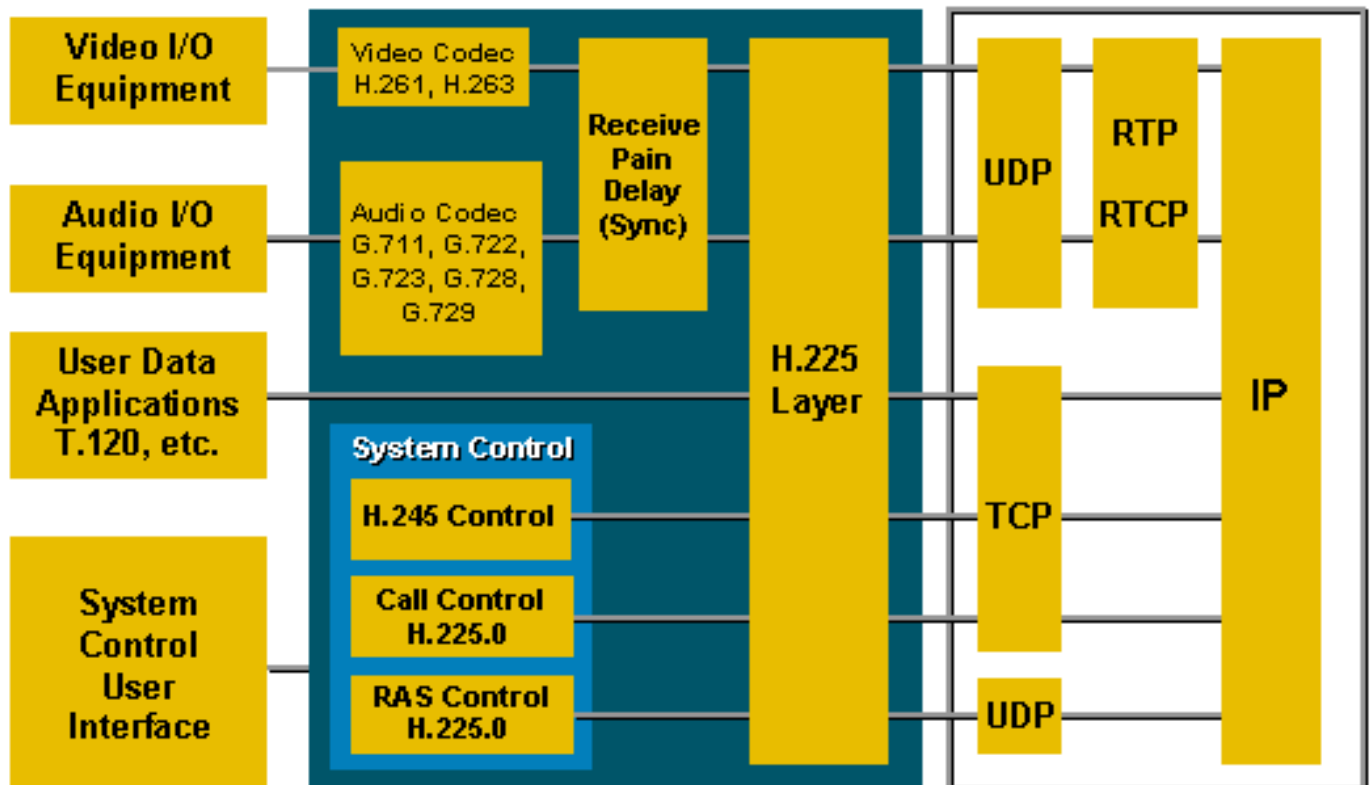 Video I/O
Equipment
Audio I/O
Equipment
User Data
Applications
T.120, etc.
System
Control
User
Interface
Video Codec
H.261, H.263
Audio Codec
G.711, G.722,
G.723, G.728,
G.729
Receive
Pain
Delay
(Sync)
System Control
H.245 Control
Call Control
H.225.0
RAS Control
H.225.0
H.225
Layer
UDP
RTP
RTCP
TCP
UDP
IP